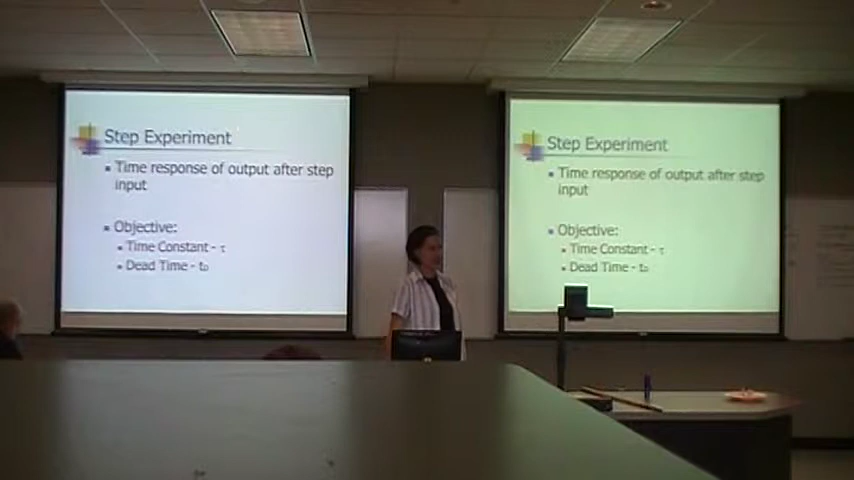 Step Experiment
Time response of output after step
input
Objective:
Time Constant - τ
Dead Time - t₀
Step Experiment
Time response of output after step
input
Objective:
Time Constant - τ
Dead Time - t₀